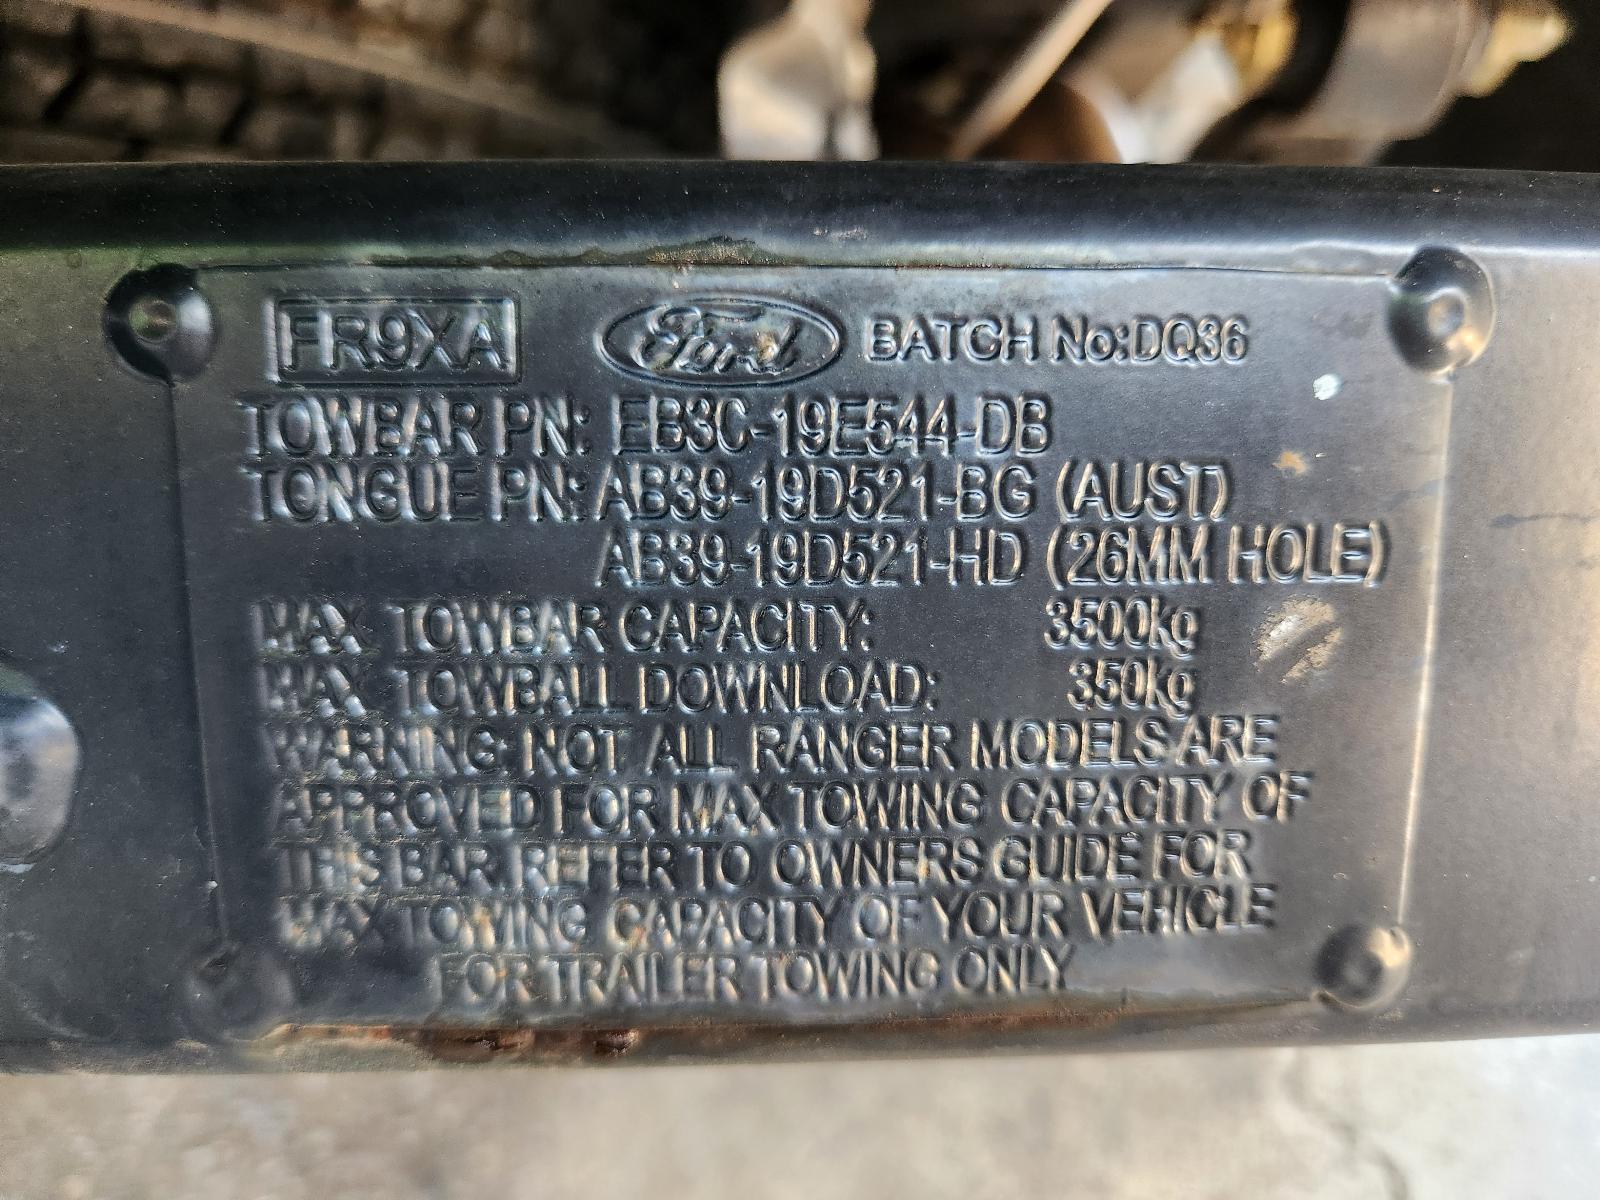 FR9XA Ford BATCH No:DQ36
TOWBAR PN: EB3C-19E544-DB
TONGUE PN: AB39-19D521-BG (AUST)
AB39-19D521-HD (26MM HOLE)
MAX TOWBAR CAPACITY: 3500kg
MAX TOWBALL DOWNLOAD: 350kg
WARNING: NOT ALL RANGER MODELS ARE
APPROVED FOR MAX TOWING CAPACITY OF
THIS BAR. REFER TO OWNERS GUIDE FOR
MAX TOWING CAPACITY OF YOUR VEHICLE
FOR TRAILER TOWING ONLY